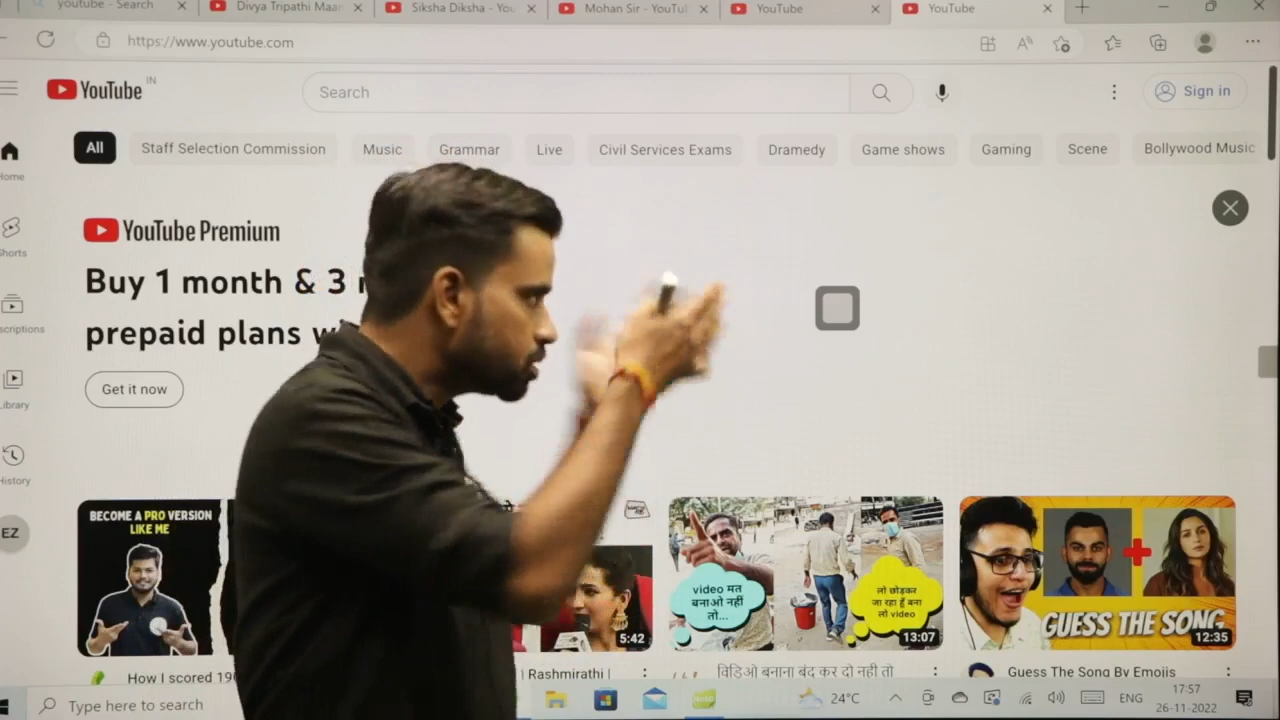 youtube - Search
Divya Tripathi Maa
Siksha Diksha - You
Mohan Sir - YouTu
YouTube
YouTube
https://www.youtube.com
YouTube IN
Search
Sign in
All
Staff Selection Commission
Music
Grammar
Live
Civil Services Exams
Dramedy
Game shows
Gaming
Scene
Bollywood Music
Home
Shorts
scriptions
Library
History
YouTube Premium
Buy 1 month & 3
prepaid plans w
Get it now
BECOME A PRO VERSION
LIKE ME
5:42
video मत
बनाओ नहीं
तो...
लो छोड़कर
जा रहा हूँ बना
लो video
13:07
GUESS THE SONG
12:35
EZ
How I scored 19
Rashmirathi |
विडिओ बनाना बंद कर दो नही तो
Guess The Song By Emojis
Type here to search
24°C
ENG
17:57
26-11-2022